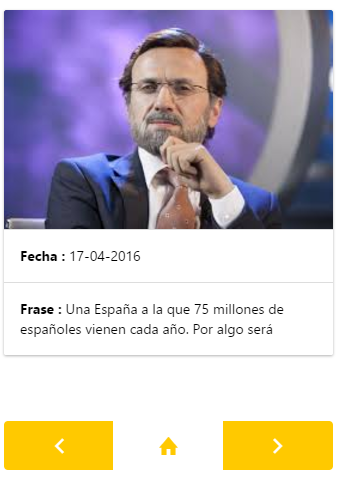 Fecha : 17-04-2016
Frase : Una España a la que 75 millones de
españoles vienen cada año. Por algo será